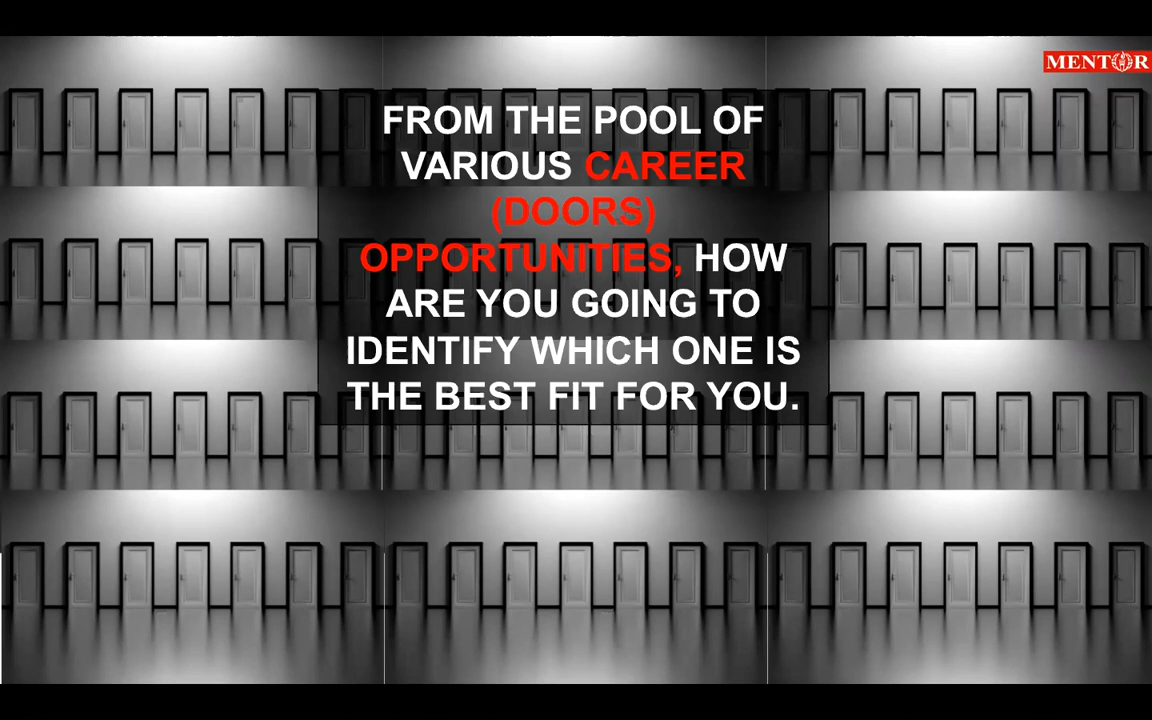 MENTOR
FROM THE POOL OF
VARIOUS CAREER
(DOORS)
OPPORTUNITIES, HOW
ARE YOU GOING TO
IDENTIFY WHICH ONE IS
THE BEST FIT FOR YOU.